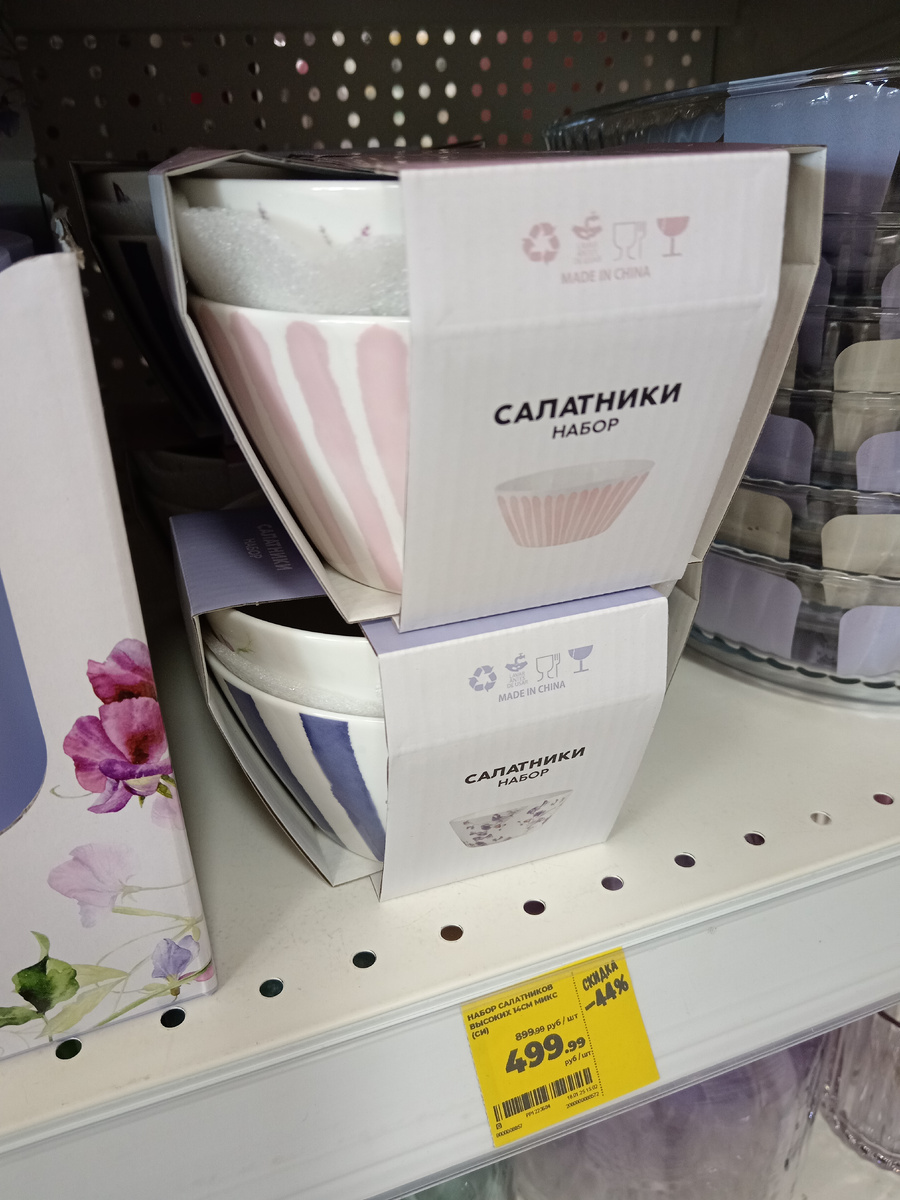 MADE IN CHINA
САЛАТНИКИ
НАБОР
САЛАТНИКИ
НАБОР
MADE IN CHINA
САЛАТНИКИ
НАБОР
НАБОР САЛАТНИКОВ
ВЫСОКИХ 14СМ МИКС
(СИ)
СКИДКА
-44%
899.99 руб / шт
499.99
руб / шт